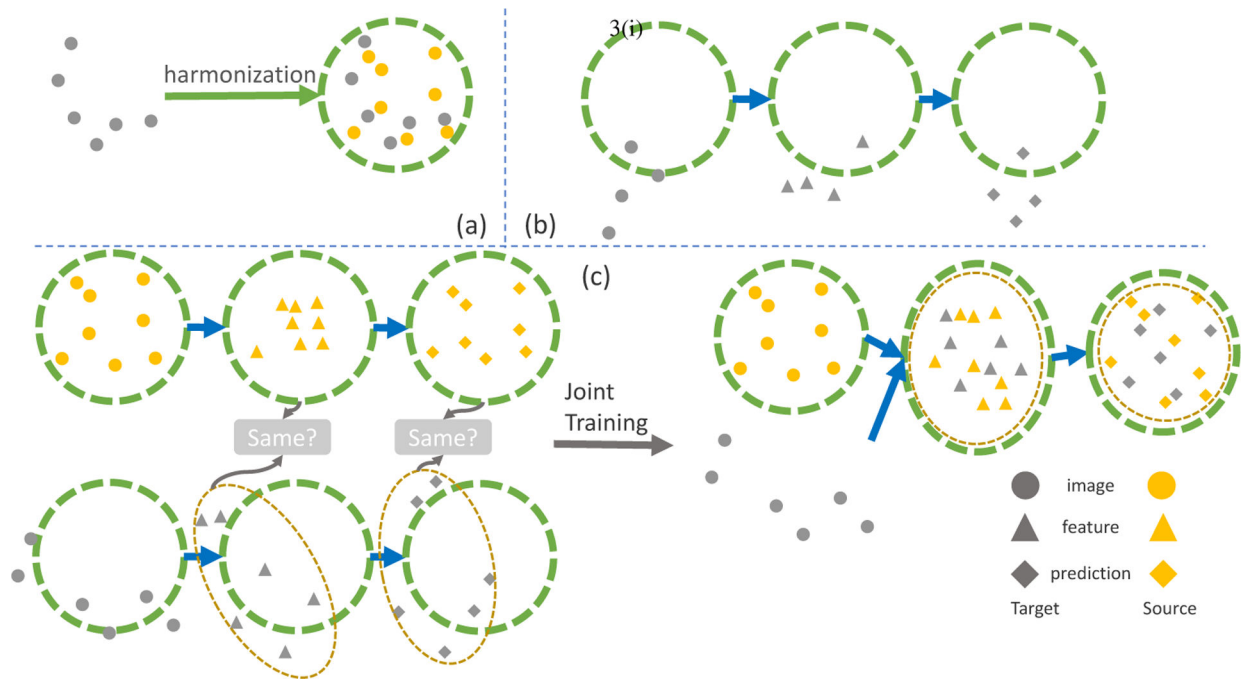 harmonization
3(i)
(a)
(b)
(c)
Same?
Same?
Joint
Training
image
feature
prediction
Target
Source